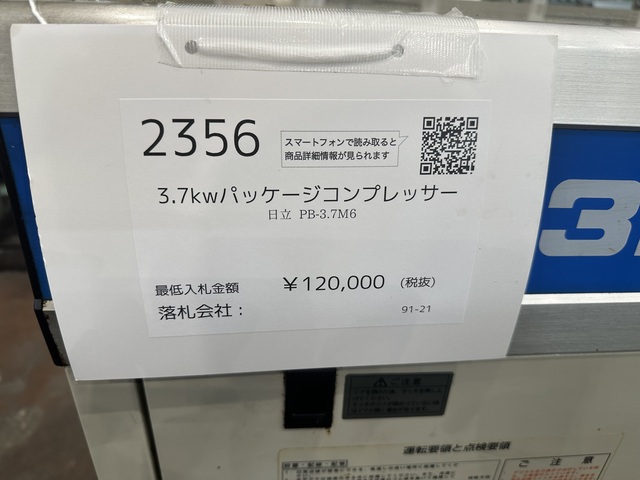 2356
スマートフォンで読み取ると
商品詳細情報が見られます
3.7kwパッケージコンプレッサー
日立 PB-3.7M6
最低入札金額 ￥120,000 (税抜)
落札会社：
91-21
3
ご注意
運転要領と点検要領
ご注意